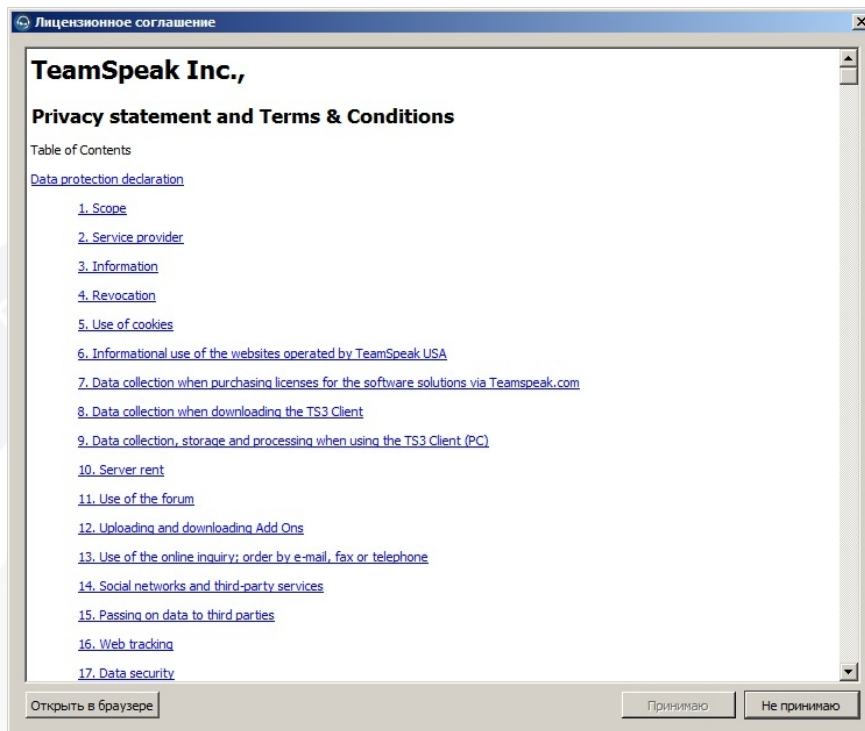 Лицензионное соглашение
TeamSpeak Inc.,
Privacy statement and Terms & Conditions
Table of Contents
Data protection declaration
1. Scope
2. Service provider
3. Information
4. Revocation
5. Use of cookies
6. Informational use of the websites operated by TeamSpeak USA
7. Data collection when purchasing licenses for the software solutions via Teamspeak.com
8. Data collection when downloading the TS3 Client
9. Data collection, storage and processing when using the TS3 Client (PC)
10. Server rent
11. Use of the forum
12. Uploading and downloading Add Ons
13. Use of the online inquiry; order by e-mail, fax or telephone
14. Social networks and third-party services
15. Passing on data to third parties
16. Web tracking
17. Data security
Открыть в браузере Принимаю Не принимаю